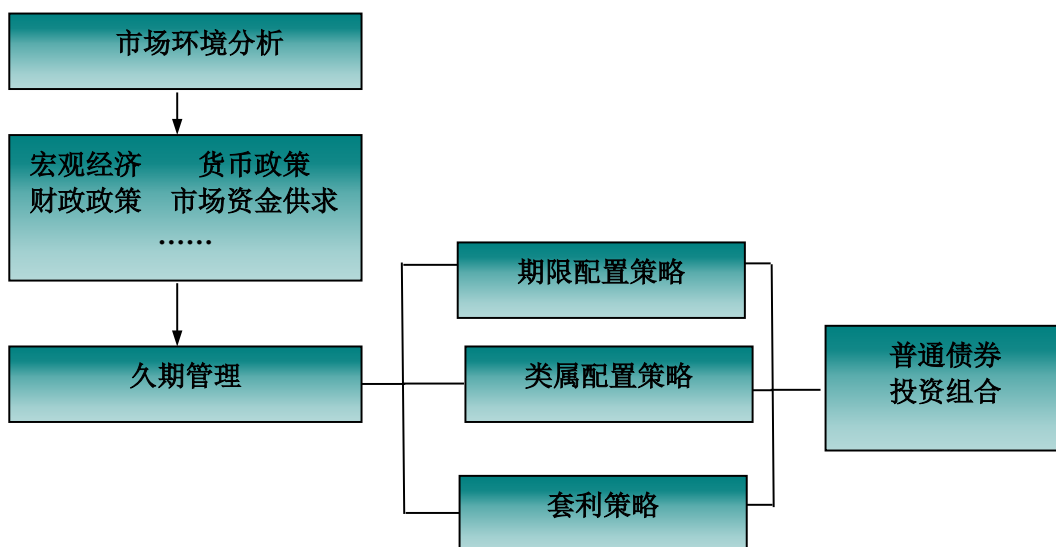 市场环境分析
宏观经济 货币政策
财政政策 市场资金供求
……
久期管理
期限配置策略
类属配置策略
套利策略
普通债券
投资组合